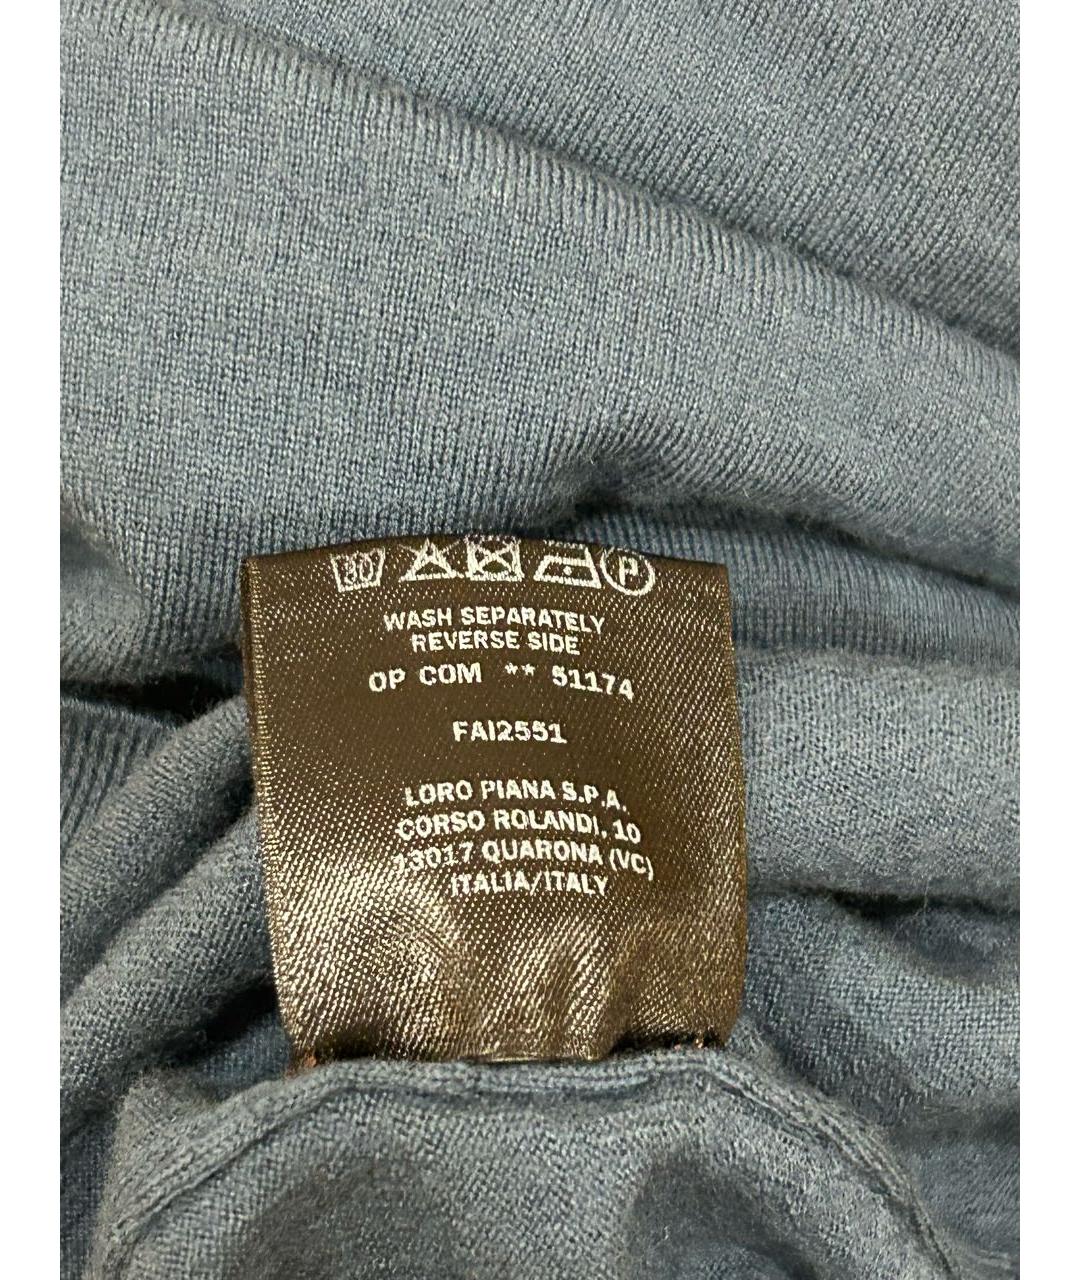 30 P
WASH SEPARATELY
REVERSE SIDE
OP COM ** 51174
FAI2551
LORO PIANA S.P.A.
CORSO ROLANDI, 10
13017 QUARONA (VC)
ITALIA/ITALY